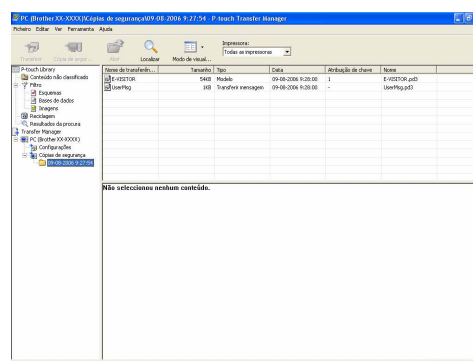 PC (Brother XX-XXXX)\Cópias de segurança\09-08-2006 9:27:54 - P-touch Transfer Manager
Ficheiro Editar Ver Ferramenta Ajuda
Impressora:
Todas as impressoras
Transferir Cópia de segur... Abrir Localizar Modo de visual...
P-touch Library
Conteúdo não classificado
Filtro
Esquemas
Bases de dados
Imagens
Reciclagem
Resultados da procura
Transfer Manager
PC (Brother XX-XXXX)
Configurações
Cópias de segurança
09-08-2006 9:27:54
Nome de transferên... Tamanho Tipo Data Atribuição de chave Nome
E-VISITOR 54KB Modelo 09-08-2006 9:28:00 1 E-VISITOR.pd3
UserMsg 1KB Transferir mensagem 09-08-2006 9:28:00 - UserMsg.pd3
Não seleccionou nenhum conteúdo.